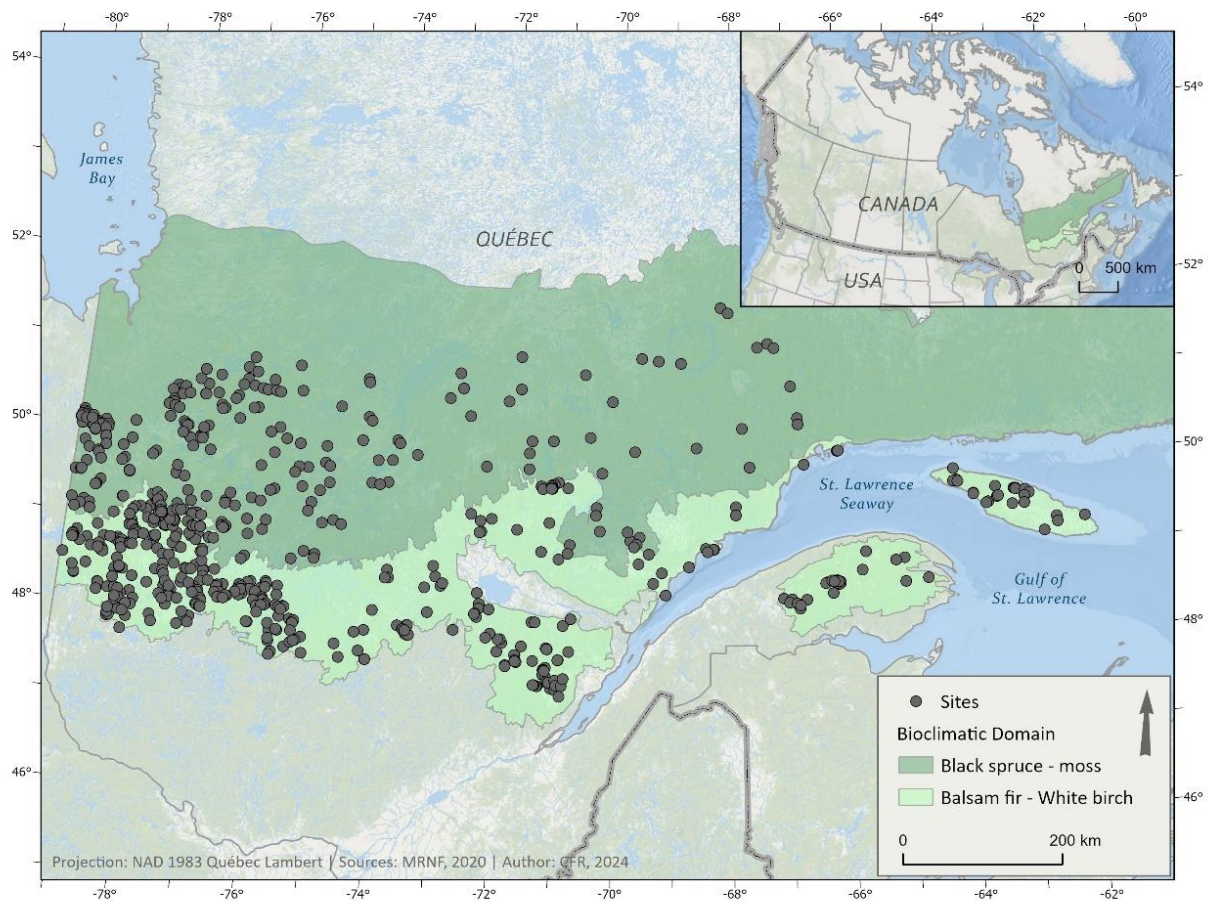 -80° -78° -76° -74° -72° -70° -68° -66° -64° -62° -60°
54°
54°
James
Bay
QUÉBEC
CANADA
USA
0 500 km
52°
52°
50°
50°
St. Lawrence
Seaway
Gulf of
St. Lawrence
48°
48°
46°
46°
Sites
Bioclimatic Domain
Black spruce - moss
Balsam fir - White birch
0 200 km
Projection: NAD 1983 Québec Lambert | Sources: MRNF, 2020 | Author: CFR, 2024
-78° -76° -74° -72° -70° -68° -66° -64° -62°